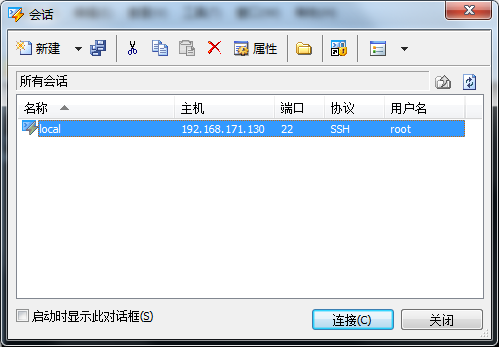 会话
新建 属性
所有会话
名称 主机 端口 协议 用户名
local 192.168.171.130 22 SSH root
启动时显示此对话框(S) 连接(C) 关闭